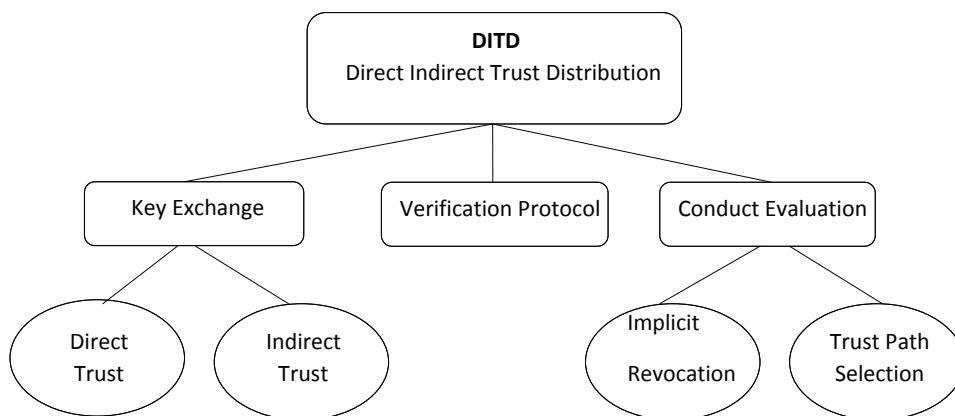 DITD
Direct Indirect Trust Distribution
Key Exchange
Verification Protocol
Conduct Evaluation
Direct
Trust
Indirect
Trust
Implicit
Revocation
Trust Path
Selection